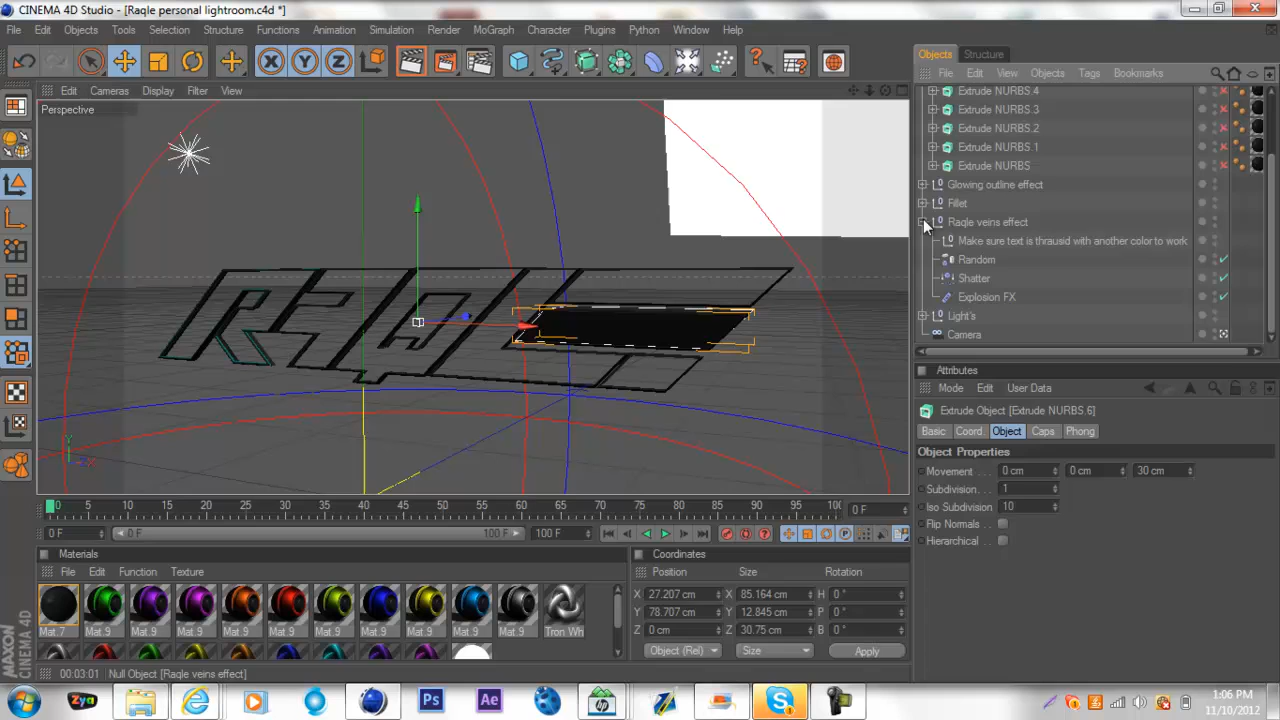 CINEMA 4D Studio - [Raqle personal lightroom.c4d *]
File Edit Objects Tools Selection Structure Functions Animation Simulation Render MoGraph Character Plugins Python Window Help
Edit Cameras Display Filter View
Perspective
RaqL
Objects Structure
File Edit View Objects Tags Bookmarks
Extrude NURBS.4
Extrude NURBS.3
Extrude NURBS.2
Extrude NURBS.1
Extrude NURBS
Glowing outline effect
Fillet
Raqle veins effect
Make sure text is thrausid with another color to work
Random
Shatter
Explosion FX
Light's
Camera
Attributes
Mode Edit User Data
Extrude Object [Extrude NURBS.6]
Basic Coord Object Caps Phong
Object Properties
Movement 0 cm 0 cm 30 cm
Subdivision 1
Iso Subdivision 10
Flip Normals
Hierarchical
0 5 10 15 20 25 30 35 40 45 50 55 60 65 70 75 80 85 90 95 100 0 F
0 F 0 F 100 F 100 F
Materials
File Edit Function Texture
Mat.7 Mat.9 Mat.9 Mat.9 Mat.9 Mat.9 Mat.9 Mat.9 Mat.9 Mat.9 Mat.9 Tron Wh
Coordinates
Position Size Rotation
X 27.207 cm X 85.164 cm H 0 °
Y 78.707 cm Y 12.845 cm P 0 °
Z 0 cm Z 30.75 cm B 0 °
Object (Rel) Size Apply
MAXON CINEMA 4D
00:03:01 Null Object [Raqle veins effect]
Zya Ps Ae hp
1:06 PM
11/10/2012